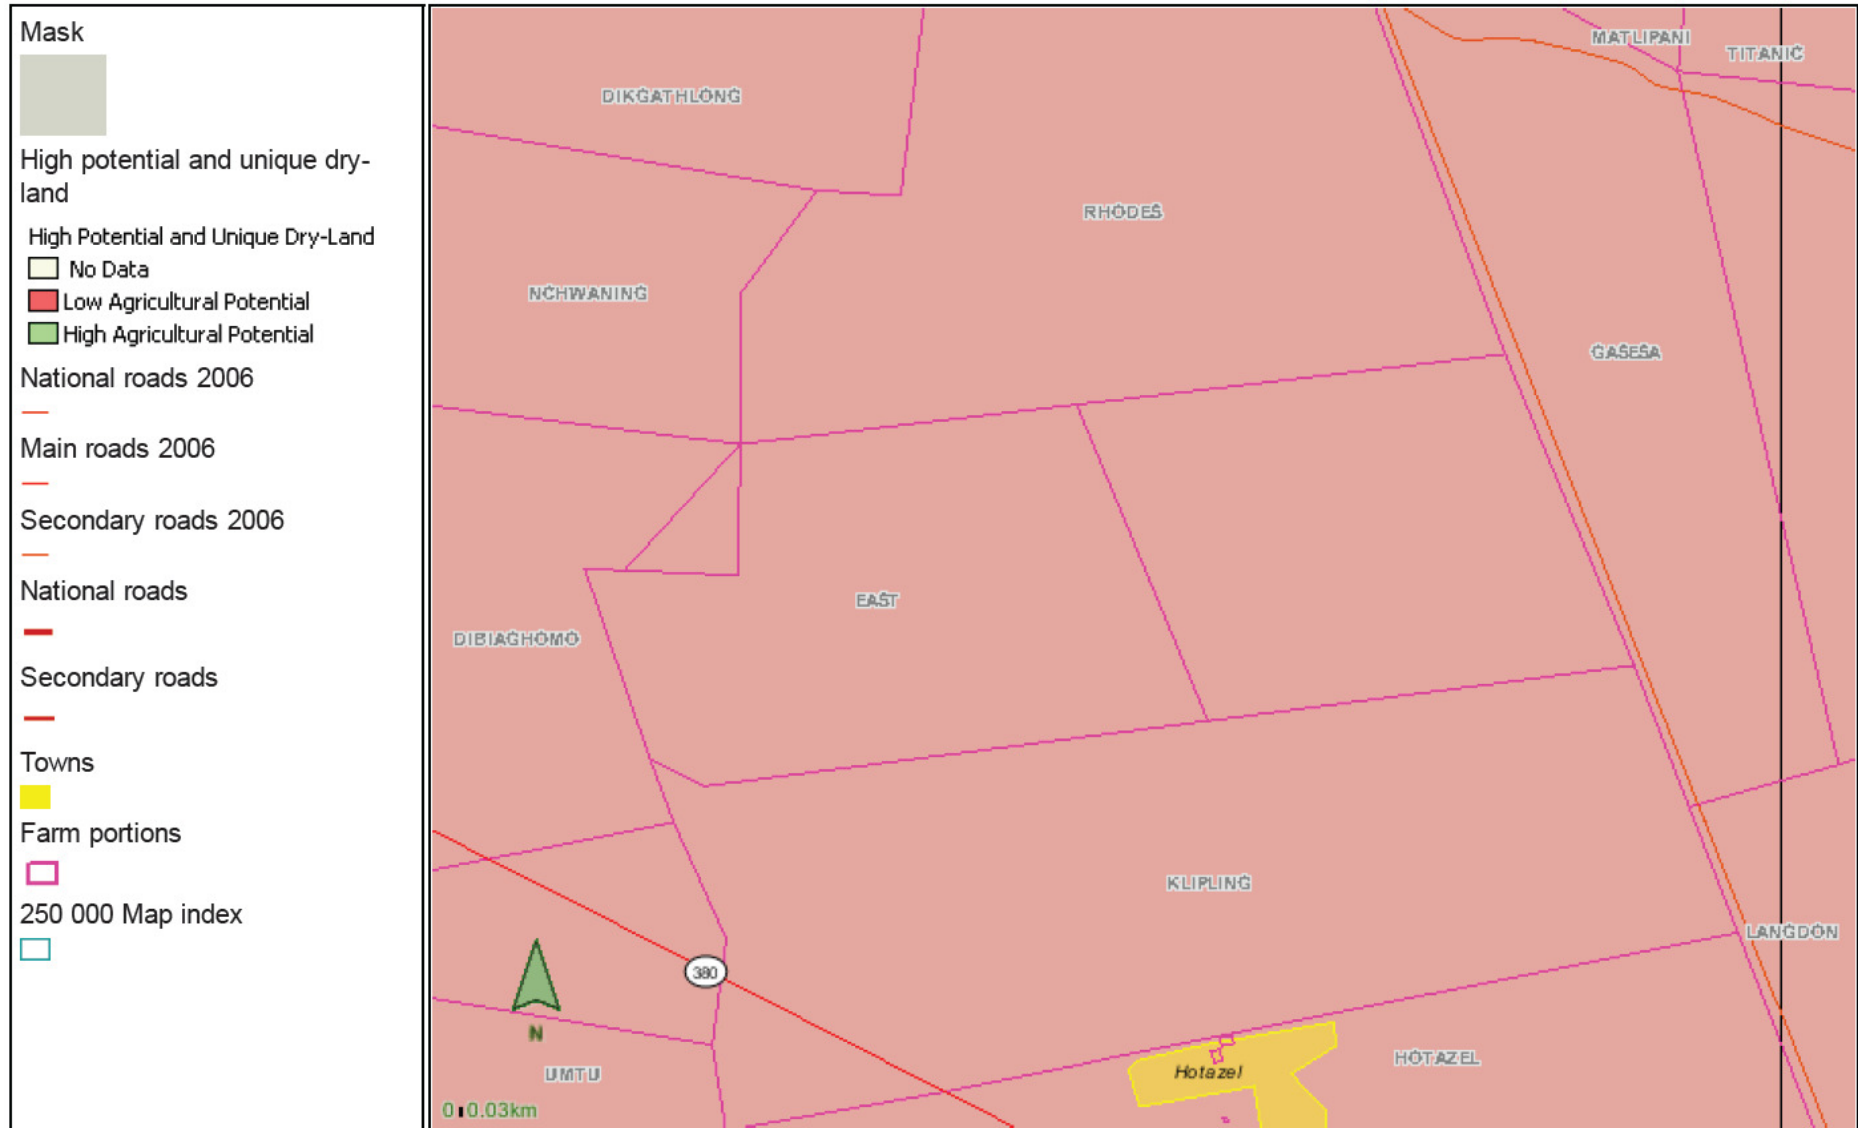 Mask
High potential and unique dry-
land
High Potential and Unique Dry-Land
No Data
Low Agricultural Potential
High Agricultural Potential
National roads 2006
Main roads 2006
Secondary roads 2006
National roads
Secondary roads
Towns
Farm portions
250 000 Map index
MATLIPANI
TITANIC
DIKGATHLONG
RHODES
NCHWANING
GASESA
EAST
DIBIAGHOMO
KLIPLING
LANGDON
380
N
HOTAZEL
Hotazel
UMTU
0 0.03km